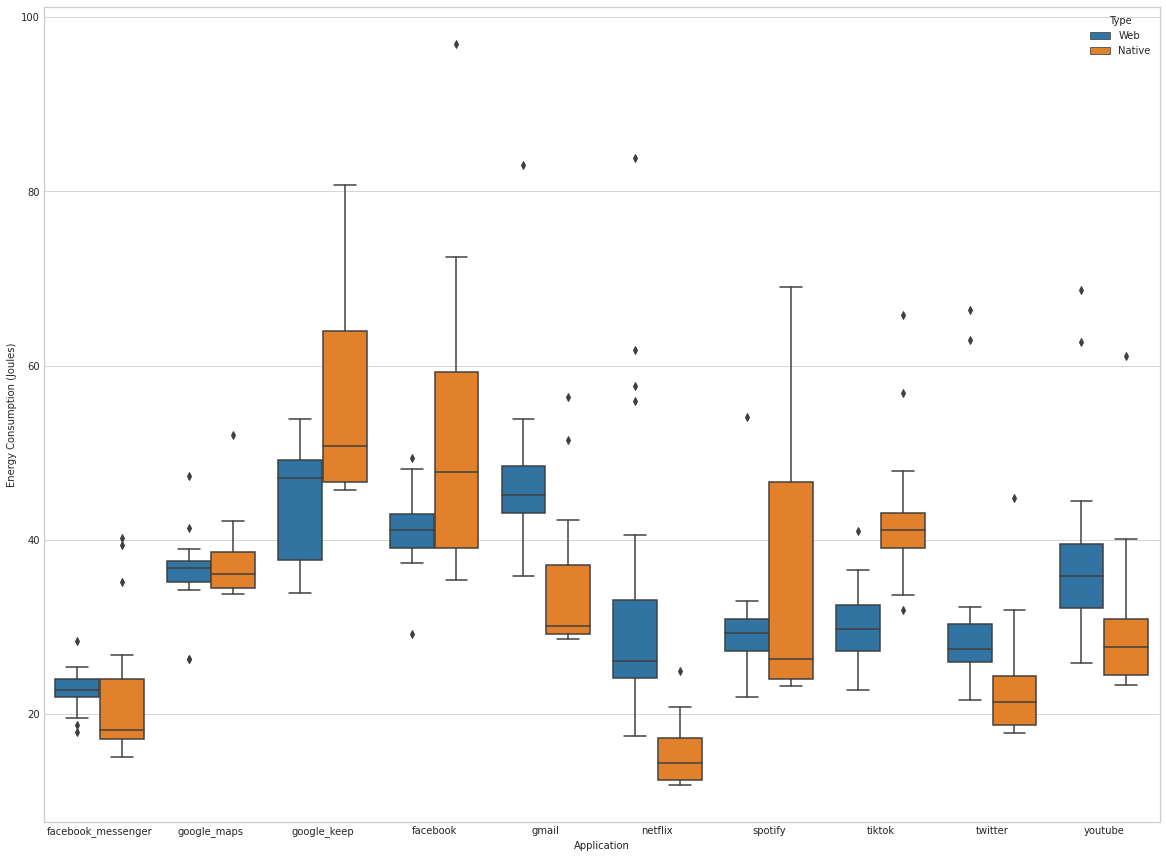 100
80
60
40
20
Energy Consumption (Joules)
Type
Web
Native
facebook_messenger
google_maps
google_keep
facebook
gmail
netflix
spotify
tiktok
twitter
youtube
Application